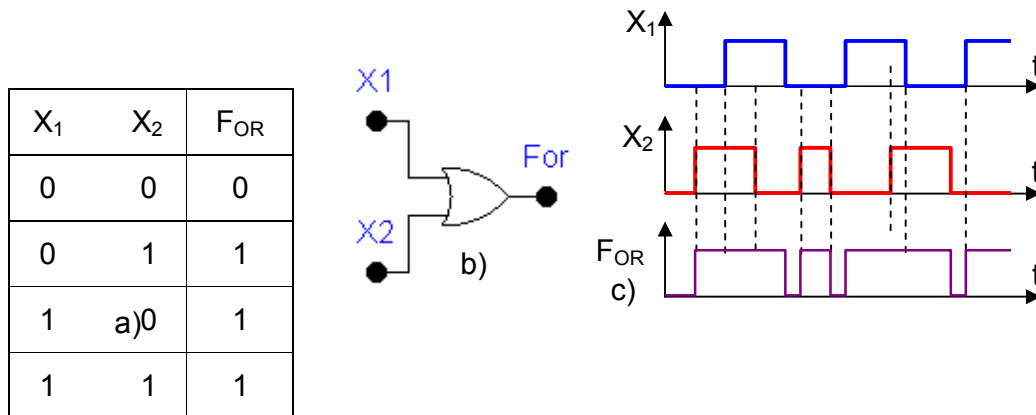 X1 X2 FOR
0 0 0
0 1 1
1 a)0 1
1 1 1
X1
For
X2
b)
X1
t
X2
t
FOR
c)
t